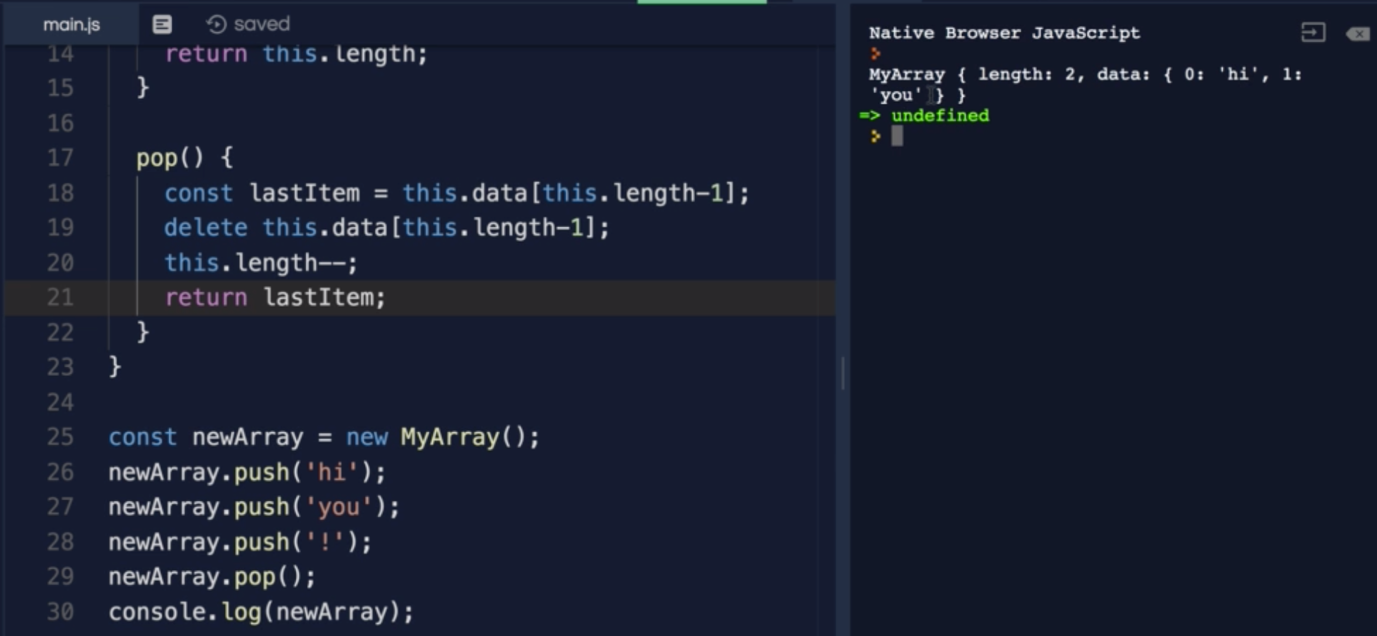 main.js saved
14 return this.length;
15 }
16
17 pop() {
18 const lastItem = this.data[this.length-1];
19 delete this.data[this.length-1];
20 this.length--;
21 return lastItem;
22 }
23 }
24
25 const newArray = new MyArray();
26 newArray.push('hi');
27 newArray.push('you');
28 newArray.push('!');
29 newArray.pop();
30 console.log(newArray);
Native Browser JavaScript
MyArray { length: 2, data: { 0: 'hi', 1:
'you' } }
=> undefined